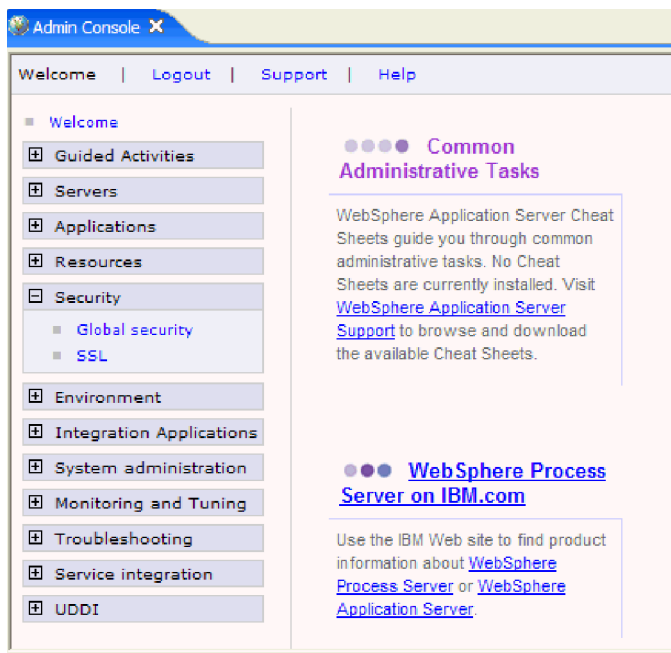 Admin Console
Welcome | Logout | Support | Help
Welcome
Guided Activities
Servers
Applications
Resources
Security
Global security
SSL
Environment
Integration Applications
System administration
Monitoring and Tuning
Troubleshooting
Service integration
UDDI
Common
Administrative Tasks
WebSphere Application Server Cheat
Sheets guide you through common
administrative tasks. No Cheat
Sheets are currently installed. Visit
WebSphere Application Server
Support to browse and download
the available Cheat Sheets.
WebSphere Process
Server on IBM.com
Use the IBM Web site to find product
information about WebSphere
Process Server or WebSphere
Application Server.